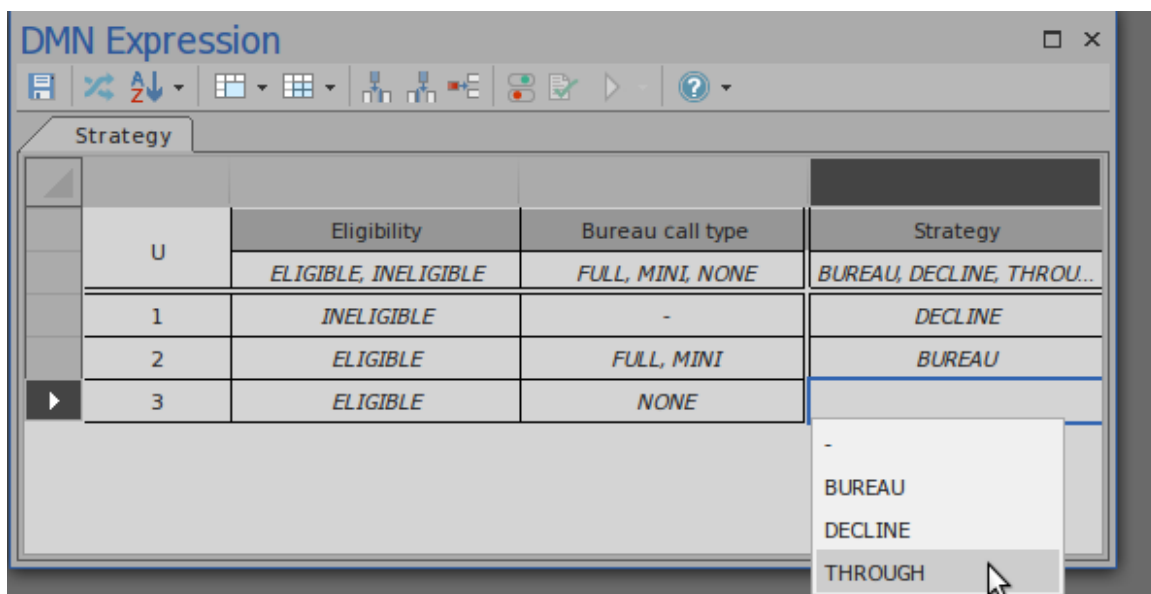 DMN Expression
Strategy
U Eligibility Bureau call type Strategy
ELIGIBLE, INELIGIBLE FULL, MINI, NONE BUREAU, DECLINE, THROU...
1 INELIGIBLE - DECLINE
2 ELIGIBLE FULL, MINI BUREAU
3 ELIGIBLE NONE
-
BUREAU
DECLINE
THROUGH